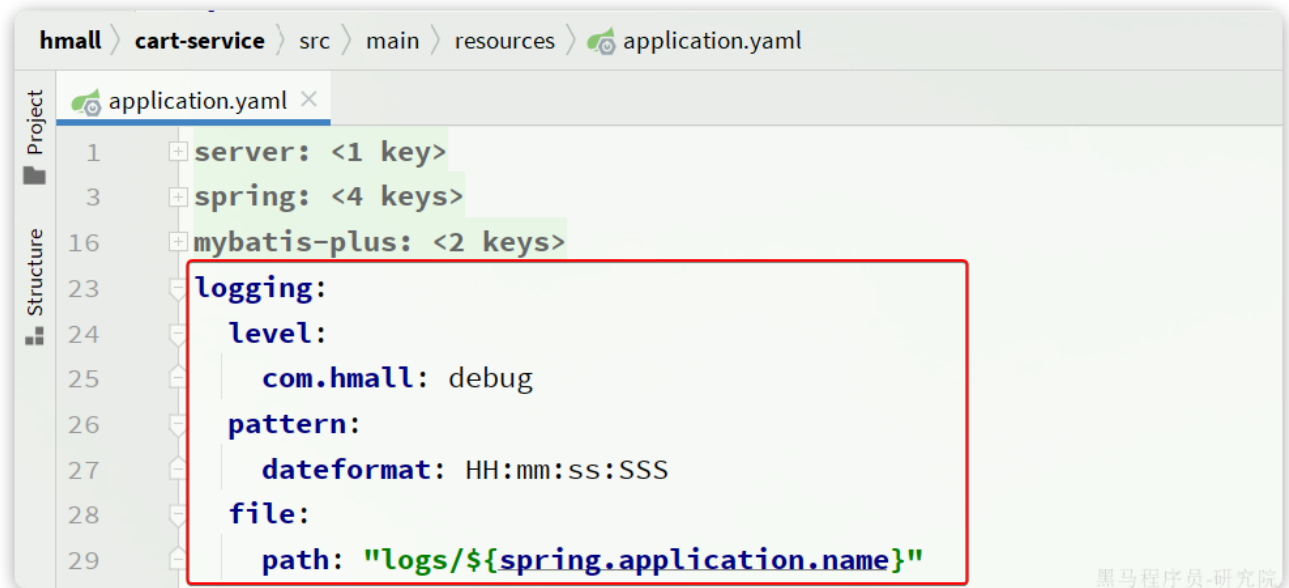 hmall 〉 cart-service 〉 src 〉 main 〉 resources 〉 application.yaml
application.yaml ×
Project
Structure
1 server: <1 key>
3 spring: <4 keys>
16 mybatis-plus: <2 keys>
23 logging:
24   level:
25     com.hmall: debug
26   pattern:
27     dateformat: HH:mm:ss:SSS
28   file:
29     path: "logs/${spring.application.name}"
黑马程序员-研究院